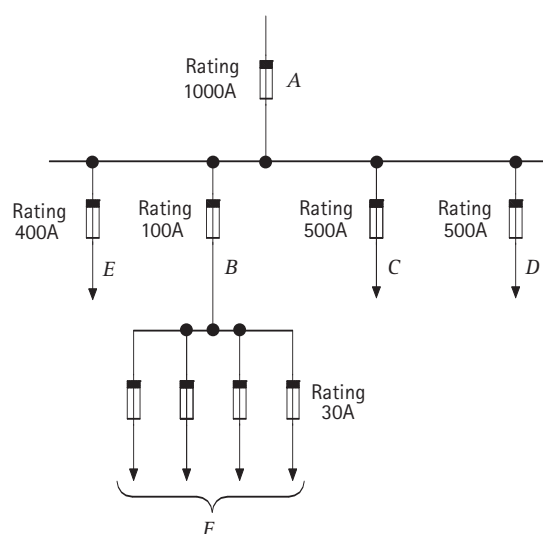 Rating
1000A
A
Rating
400A
E
Rating
100A
B
Rating
500A
C
Rating
500A
D
Rating
30A
F